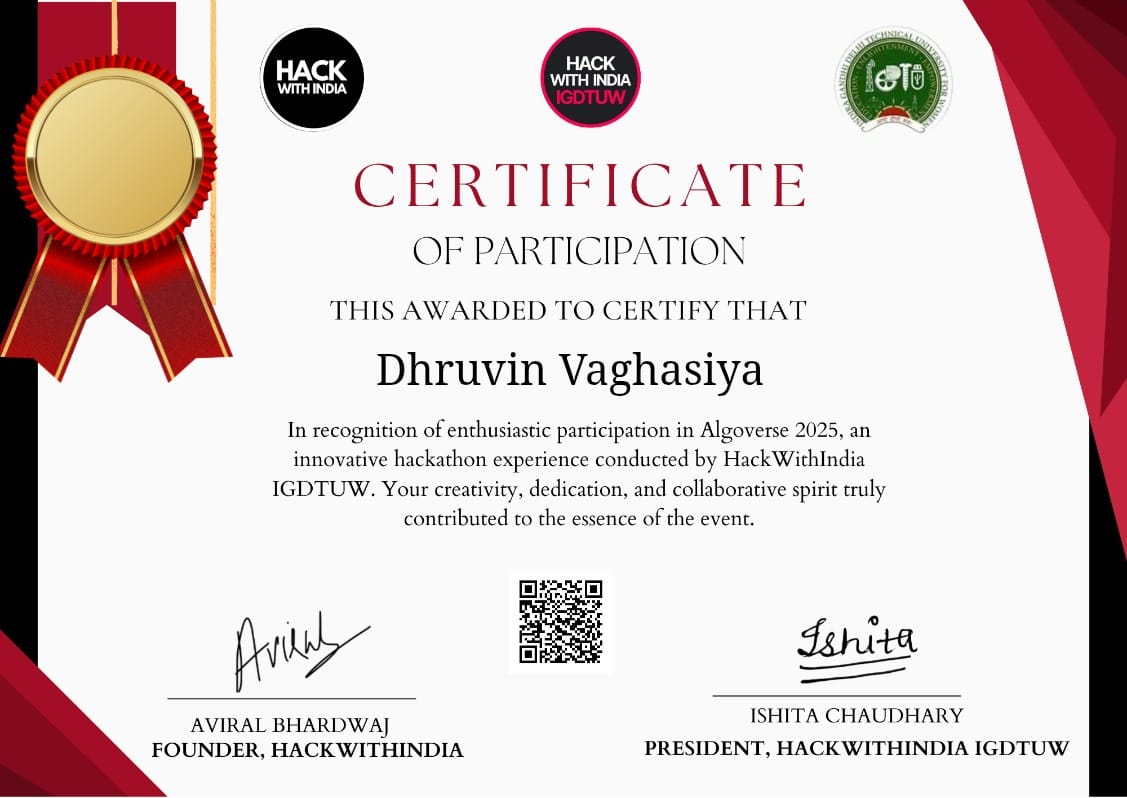 HACK
WITH INDIA
HACK
WITH INDIA
IGDTUW
INDIRA GANDHI DELHI TECHNICAL UNIVERSITY FOR WOMEN
EDUCATION - ENLIGHTENMENT - EMPOWERMENT
CERTIFICATE
OF PARTICIPATION
THIS AWARDED TO CERTIFY THAT
Dhruvin Vaghasiya
In recognition of enthusiastic participation in Algoverse 2025, an
innovative hackathon experience conducted by HackWithIndia
IGDTUW. Your creativity, dedication, and collaborative spirit truly
contributed to the essence of the event.
Aviral
Ishita
AVIRAL BHARDWAJ
FOUNDER, HACKWITHINDIA
ISHITA CHAUDHARY
PRESIDENT, HACKWITHINDIA IGDTUW